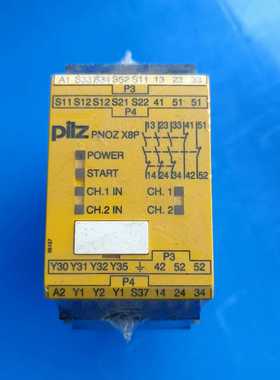 A1 S33 S34 S52 S11 13 23 33
P3
S11 S12 S12 S21 S22 41 51 51
P4
pilz
PNOZ X8P
13 23 33 41 51
POWER
START
14 24 34 42 52
CH.1 IN
CH. 1
CH.2 IN
CH. 2
P3
Y30 Y31 Y32 Y35 42 52 52
P4
A2 Y1 Y2 Y1 S37 14 24 34